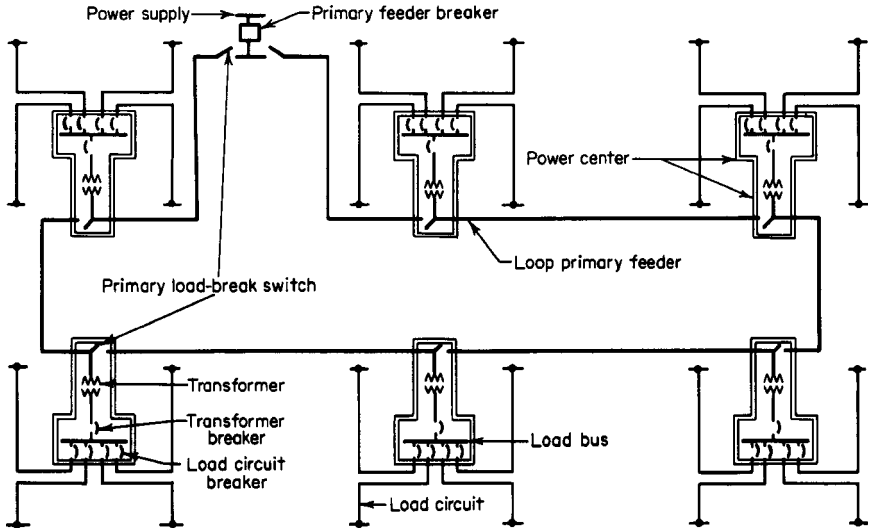 Power supply
Primary feeder breaker
Power center
Loop primary feeder
Primary load-break switch
Transformer
Transformer
breaker
Load bus
Load circuit
breaker
Load circuit